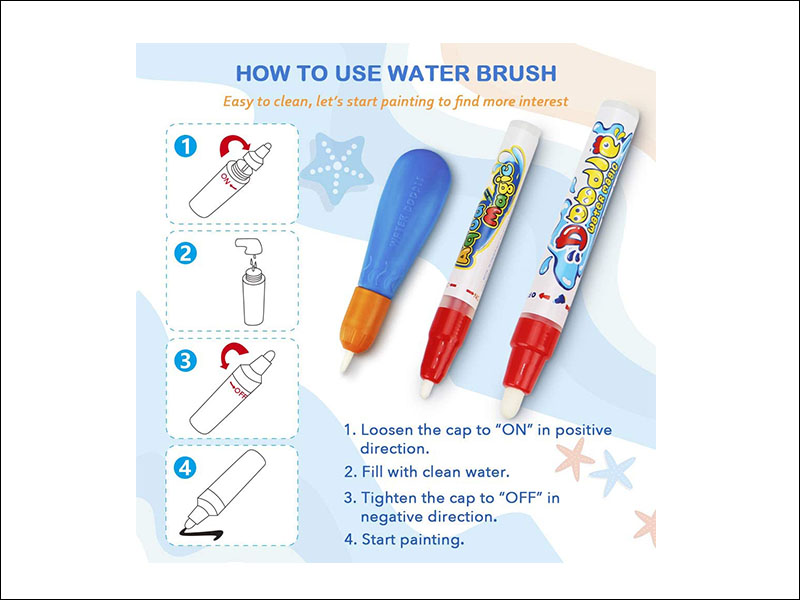 HOW TO USE WATER BRUSH
Easy to clean, let's start painting to find more interest
1
ON
2
3
OFF
4
WATER DOODLE
Aqua
Magic
Doodle
1. Loosen the cap to “ON” in positive
direction.
2. Fill with clean water.
3. Tighten the cap to “OFF” in
negative direction.
4. Start painting.